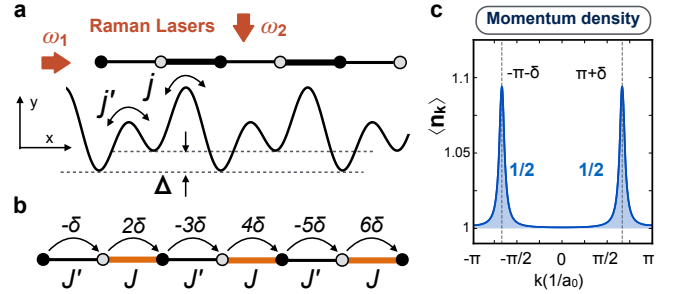 a
Raman Lasers
ω1
ω2
j
j'
y
x
Δ
b
-δ 2δ -3δ 4δ -5δ 6δ
J' J J' J J' J
c
Momentum density
⟨nk⟩
1.1
1.05
1
-π-δ π+δ
1/2 1/2
-π -π/2 0 π/2 π
k(1/a0)